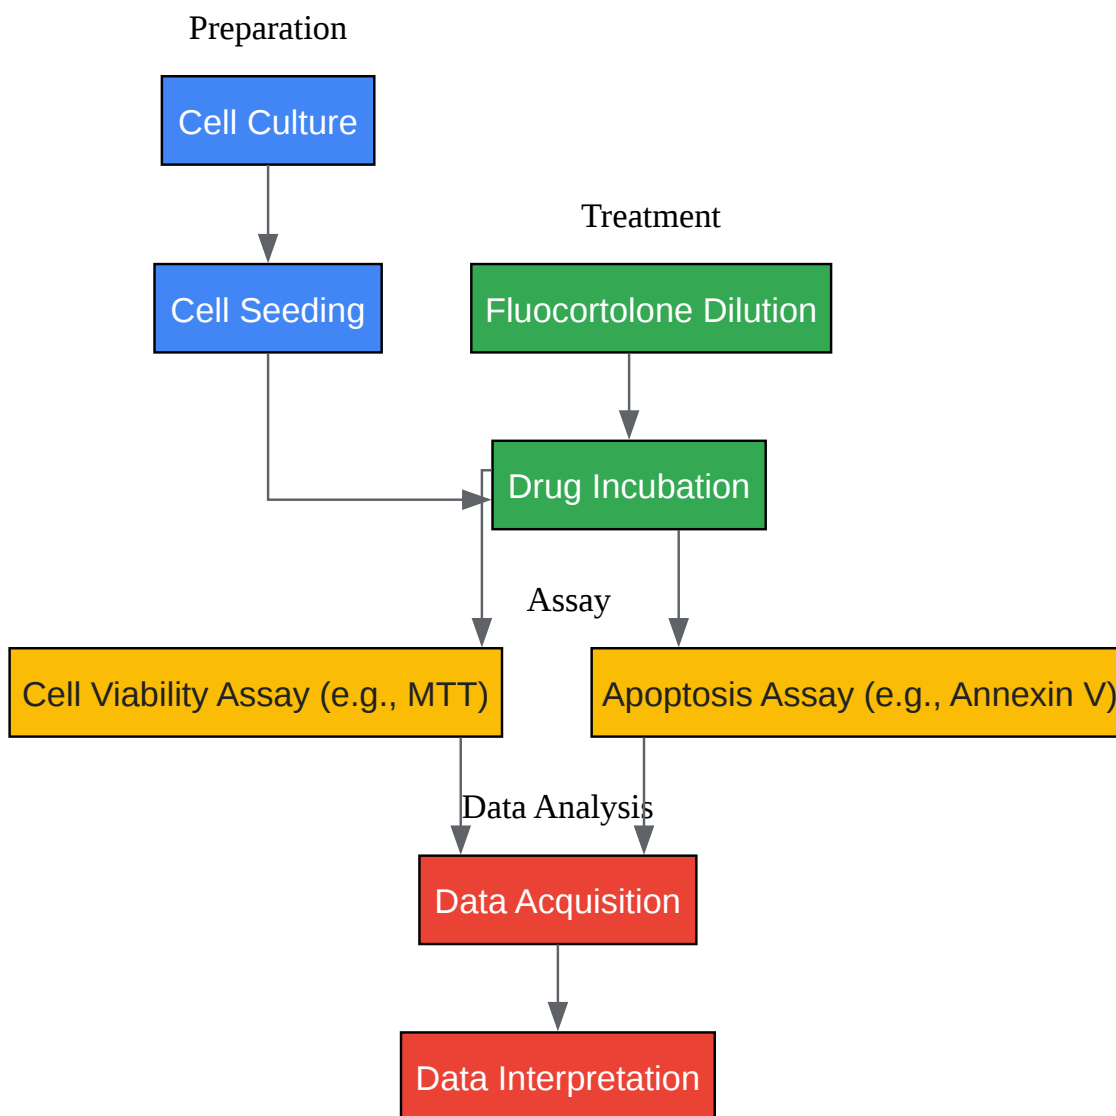 Preparation
Cell Culture
Treatment
Cell Seeding
Fluocortolone Dilution
Drug Incubation
Assay
Cell Viability Assay (e.g., MTT)
Apoptosis Assay (e.g., Annexin V)
Data Analysis
Data Acquisition
Data Interpretation